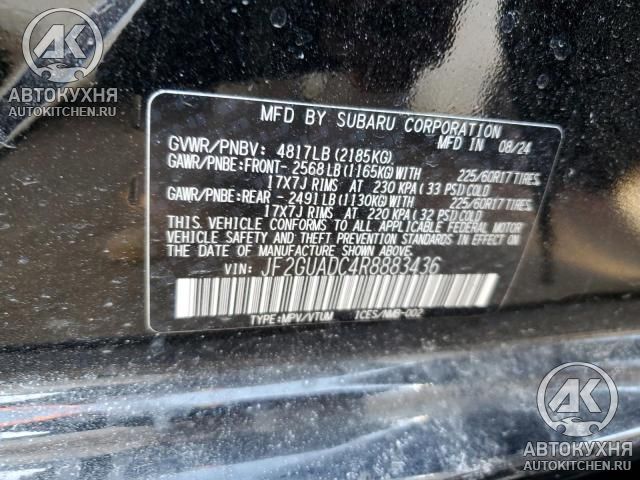 MFD BY SUBARU CORPORATION
GVWR/PNBV: 4817LB (2185KG) MFD IN 08/24
GAWR/PNBE:FRONT- 2568LB (1165KG) WITH 225/60R17 TIRES
17X7J RIMS AT 230 KPA (33 PSI) COLD
GAWR/PNBE:REAR - 2491LB (1130KG) WITH 225/60R17 TIRES
17X7J RIMS AT 220 KPA (32 PSI) COLD
THIS VEHICLE CONFORMS TO ALL APPLICABLE FEDERAL MOTOR
VEHICLE SAFETY AND THEFT PREVENTION STANDARDS IN EFFECT
ON THE DATE OF MANUFACTURE SHOWN ABOVE
VIN: JF2GUADC4R8883436
TYPE:MPV/VTUM ICES/NMB-002
АК
АВТОКУХНЯ
AUTOKITCHEN.RU
АК
АВТОКУХНЯ
AUTOKITCHEN.RU